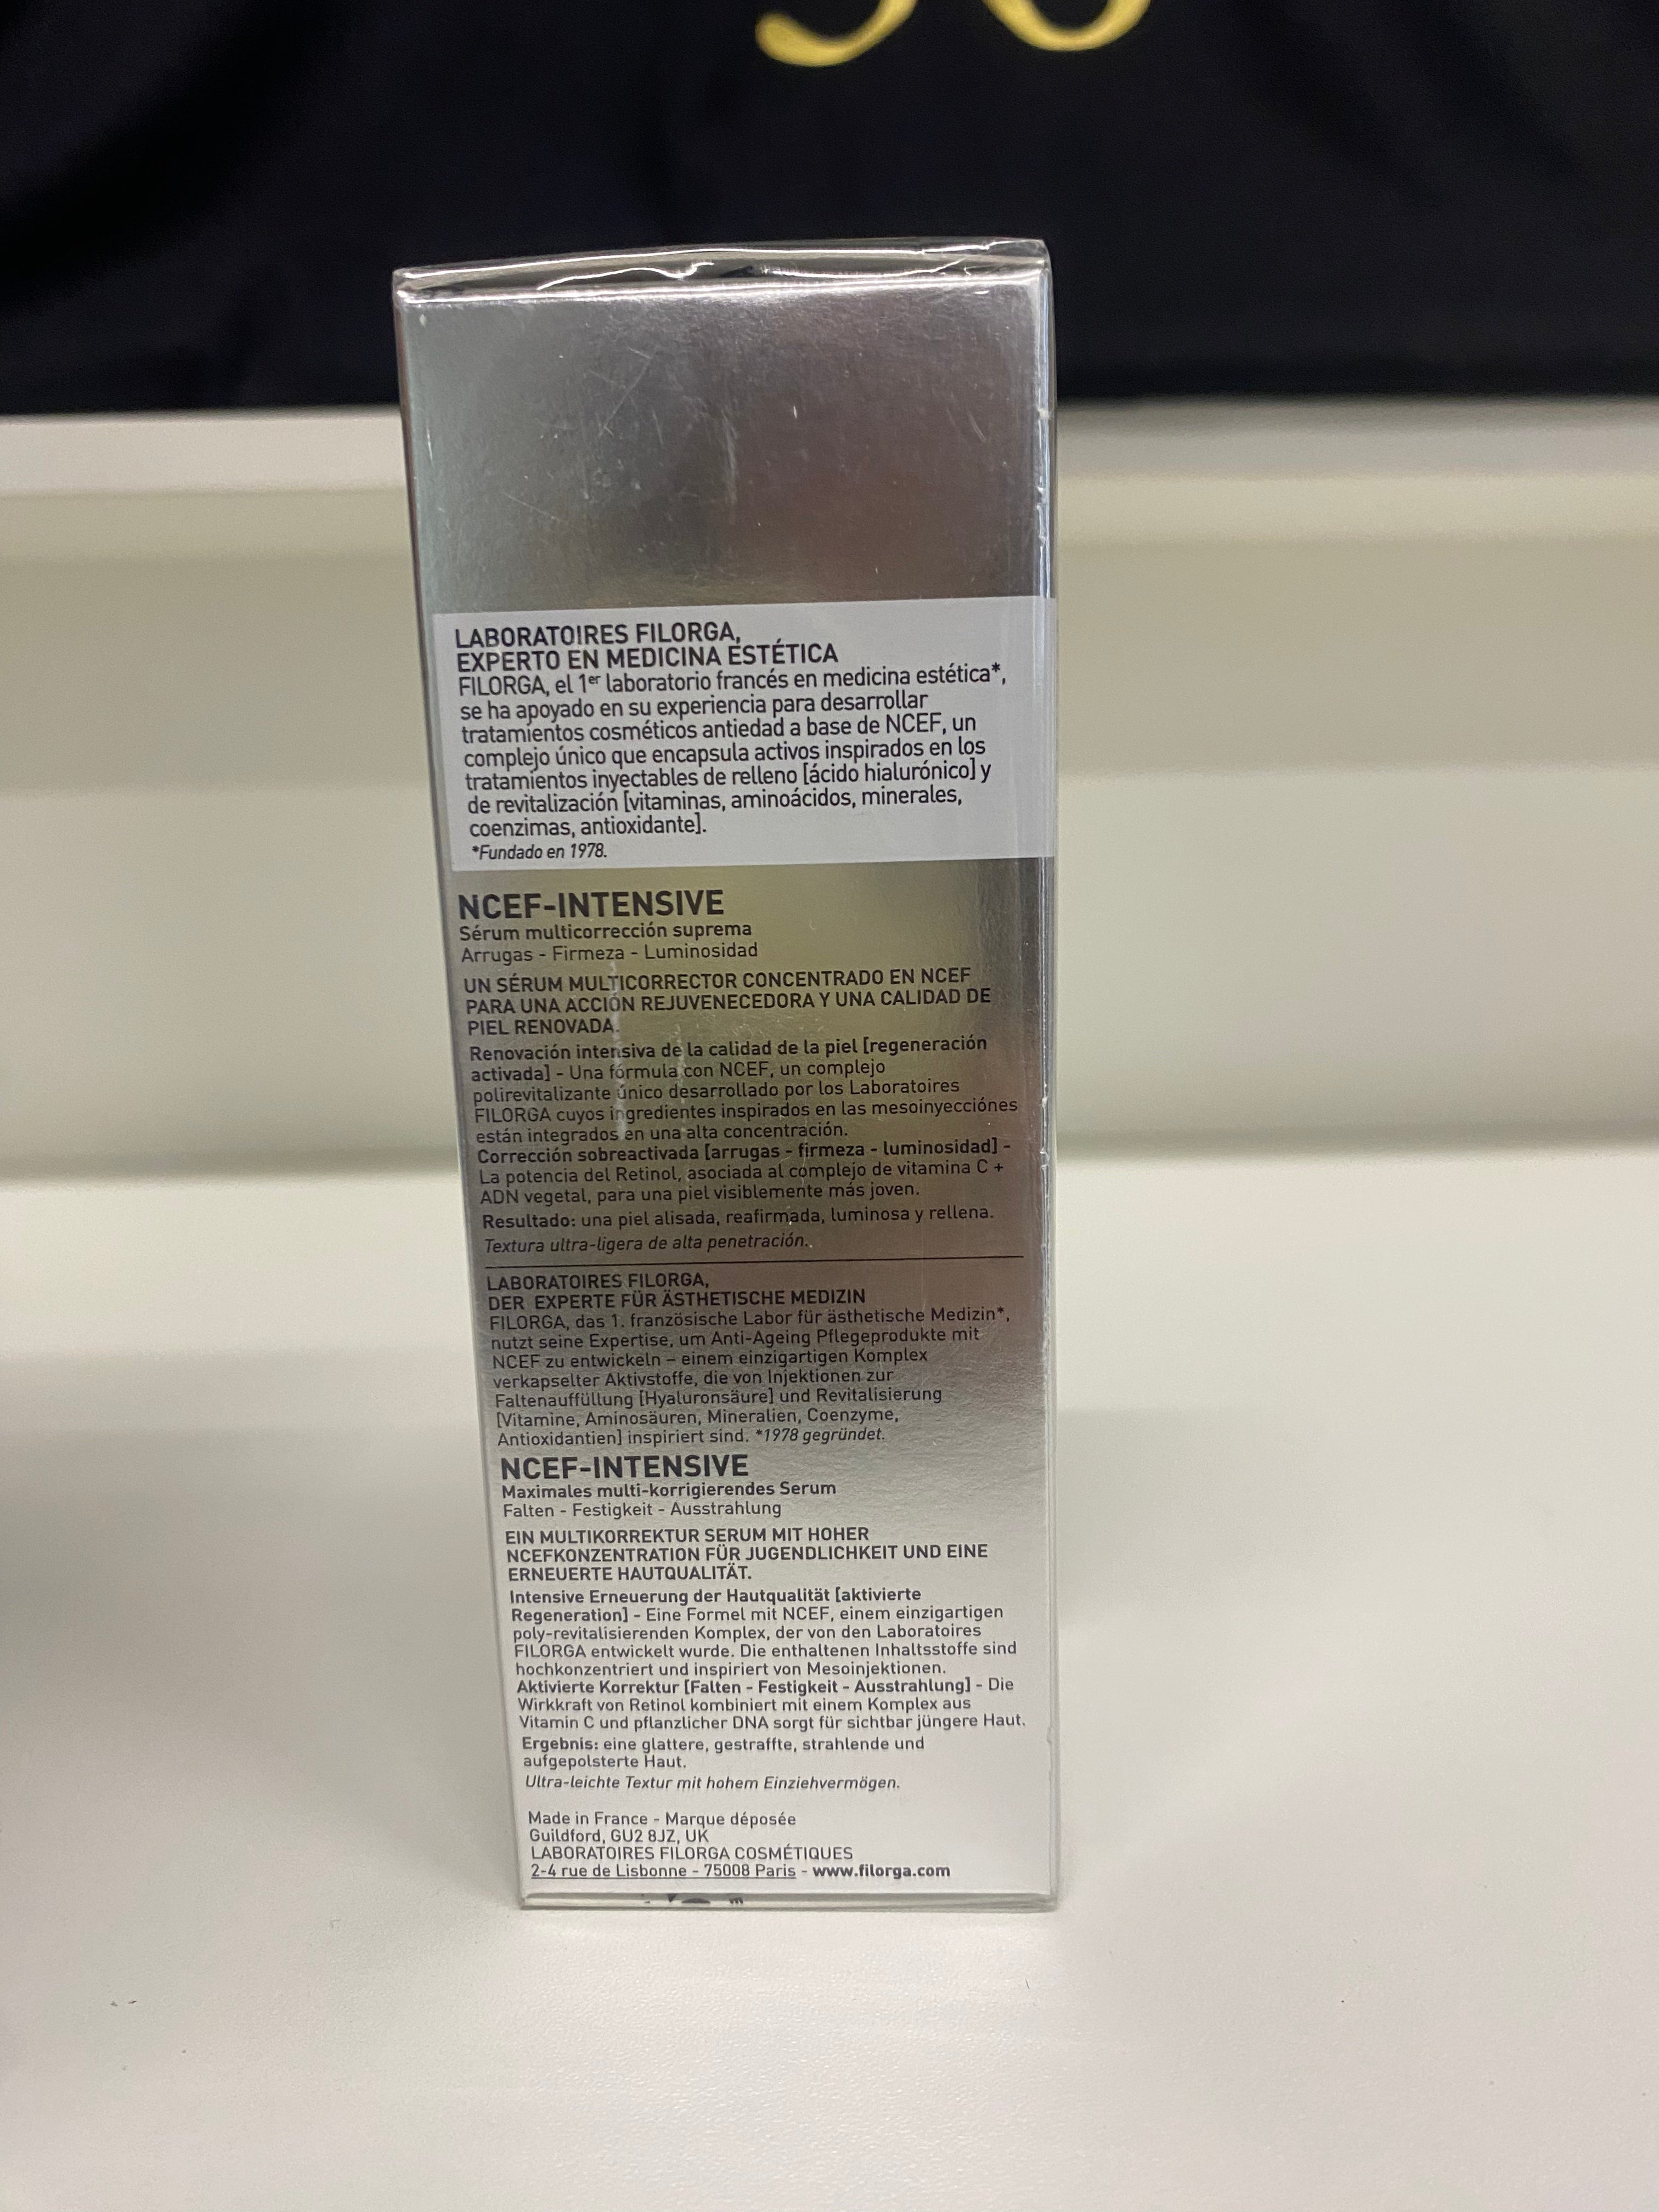 LABORATOIRES FILORGA,
EXPERTO EN MEDICINA ESTÉTICA
FILORGA, el 1er laboratorio francés en medicina estética*,
se ha apoyado en su experiencia para desarrollar
tratamientos cosméticos antiedad a base de NCEF, un
complejo único que encapsula activos inspirados en los
tratamientos inyectables de relleno [ácido hialurónico] y
de revitalización [vitaminas, aminoácidos, minerales,
coenzimas, antioxidante].
*Fundado en 1978.
NCEF-INTENSIVE
Sérum multicorrección suprema
Arrugas - Firmeza - Luminosidad
UN SÉRUM MULTICORRECTOR CONCENTRADO EN NCEF
PARA UNA ACCIÓN REJUVENECEDORA Y UNA CALIDAD DE
PIEL RENOVADA.
Renovación intensiva de la calidad de la piel [regeneración
activada] - Una fórmula con NCEF, un complejo
polirevitalizante único desarrollado por los Laboratoires
FILORGA cuyos ingredientes inspirados en las mesoinyecciónes
están integrados en una alta concentración.
Corrección sobreactivada [arrugas - firmeza - luminosidad] -
La potencia del Retinol, asociada al complejo de vitamina C +
ADN vegetal, para una piel visiblemente más joven.
Resultado: una piel alisada, reafirmada, luminosa y rellena.
Textura ultra-ligera de alta penetración.
LABORATOIRES FILORGA,
DER EXPERTE FÜR ÄSTHETISCHE MEDIZIN
FILORGA, das 1. französische Labor für ästhetische Medizin*,
nutzt seine Expertise, um Anti-Ageing Pflegeprodukte mit
NCEF zu entwickeln – einem einzigartigen Komplex
verkapselter Aktivstoffe, die von Injektionen zur
Faltenauffüllung [Hyaluronsäure] und Revitalisierung
[Vitamine, Aminosäuren, Mineralien, Coenzyme,
Antioxidantien] inspiriert sind. *1978 gegründet.
NCEF-INTENSIVE
Maximales multi-korrigierendes Serum
Falten - Festigkeit - Ausstrahlung
EIN MULTIKORREKTUR SERUM MIT HOHER
NCEFKONZENTRATION FÜR JUGENDLICHKEIT UND EINE
ERNEUERTE HAUTQUALITÄT.
Intensive Erneuerung der Hautqualität [aktivierte
Regeneration] - Eine Formel mit NCEF, einem einzigartigen
poly-revitalisierenden Komplex, der von den Laboratoires
FILORGA entwickelt wurde. Die enthaltenen Inhaltsstoffe sind
hochkonzentriert und inspiriert von Mesoinjektionen.
Aktivierte Korrektur [Falten - Festigkeit - Ausstrahlung] - Die
Wirkkraft von Retinol kombiniert mit einem Komplex aus
Vitamin C und pflanzlicher DNA sorgt für sichtbar jüngere Haut.
Ergebnis: eine glattere, gestraffte, strahlende und
aufgepolsterte Haut.
Ultra-leichte Textur mit hohem Einziehvermögen.
Made in France - Marque déposée
Guildford, GU2 8JZ, UK
LABORATOIRES FILORGA COSMÉTIQUES
2-4 rue de Lisbonne - 75008 Paris - www.filorga.com